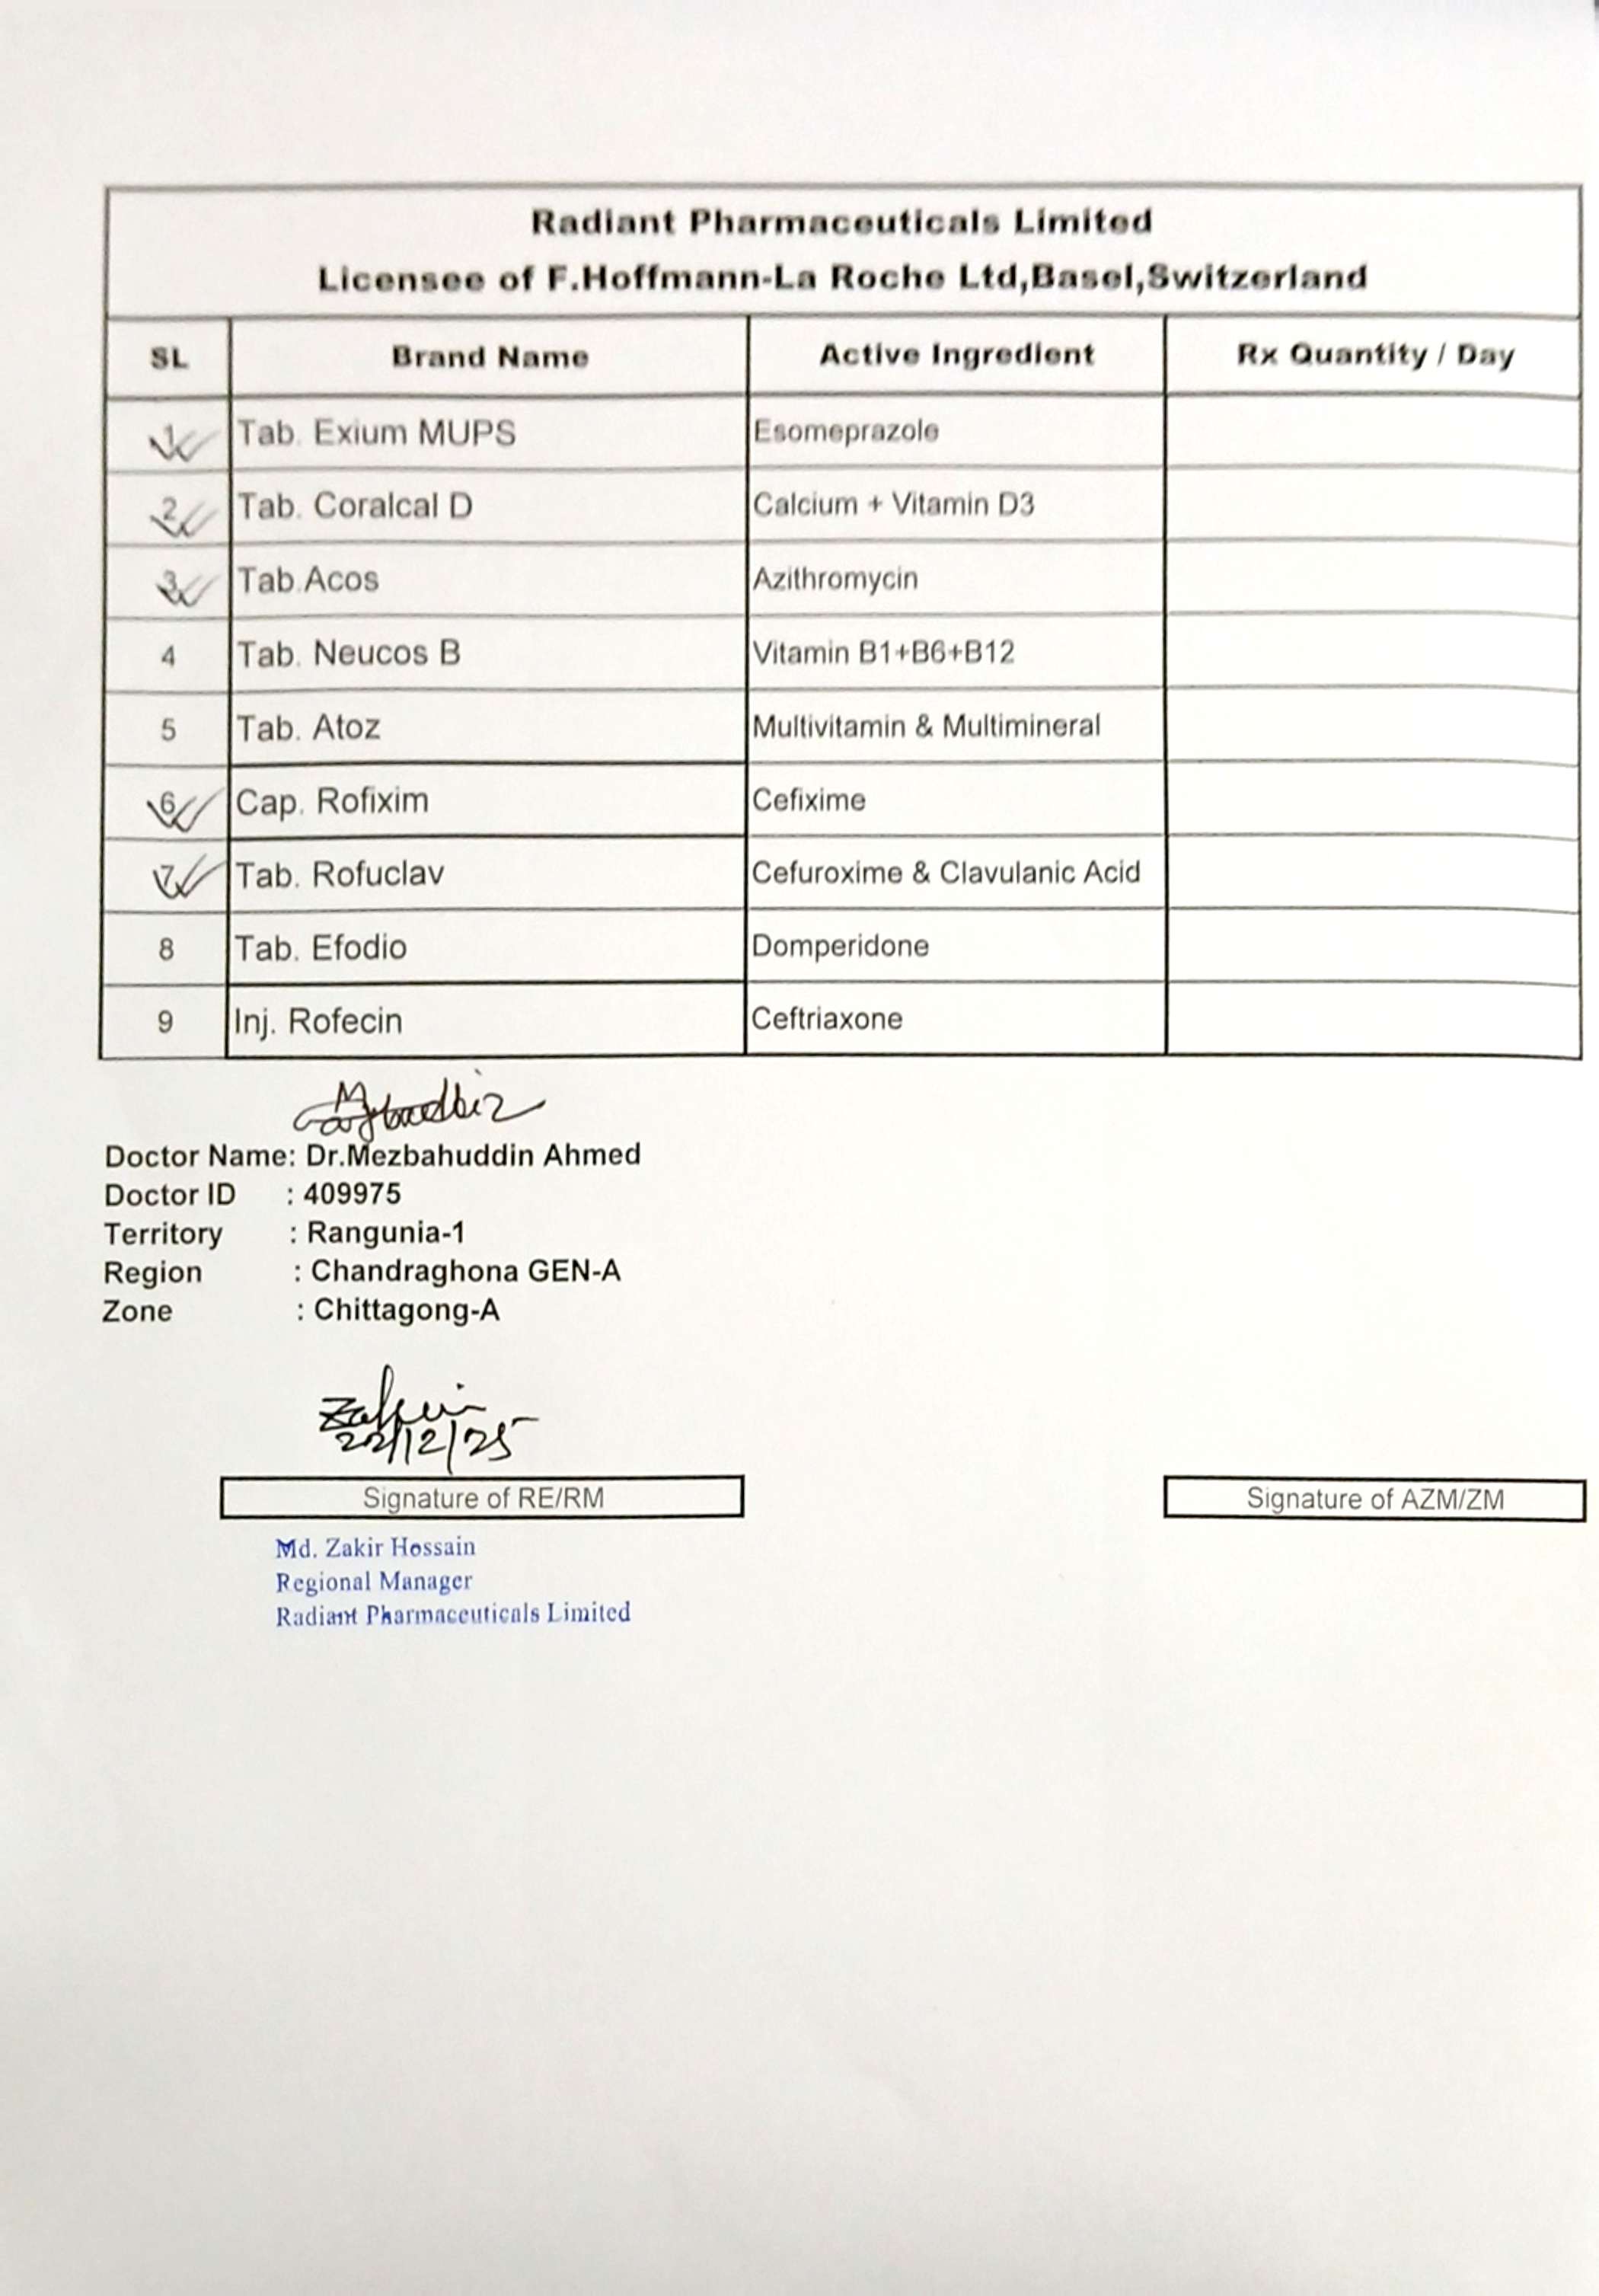 Radiant Pharmaceuticals Limited
Licensee of F.Hoffmann-La Roche Ltd,Basel,Switzerland
SL Brand Name Active Ingredient Rx Quantity / Day
1 Tab. Exium MUPS Esomeprazole
2 Tab. Coralcal D Calcium + Vitamin D3
3 Tab.Acos Azithromycin
4 Tab. Neucos B Vitamin B1+B6+B12
5 Tab. Atoz Multivitamin & Multimineral
6 Cap. Rofixim Cefixime
7 Tab. Rofuclav Cefuroxime & Clavulanic Acid
8 Tab. Efodio Domperidone
9 Inj. Rofecin Ceftriaxone
Doctor Name: Dr.Mezbahuddin Ahmed
Doctor ID : 409975
Territory : Rangunia-1
Region : Chandraghona GEN-A
Zone : Chittagong-A
22/12/25
Signature of RE/RM Signature of AZM/ZM
Md. Zakir Hossain
Regional Manager
Radiant Pharmaceuticals Limited